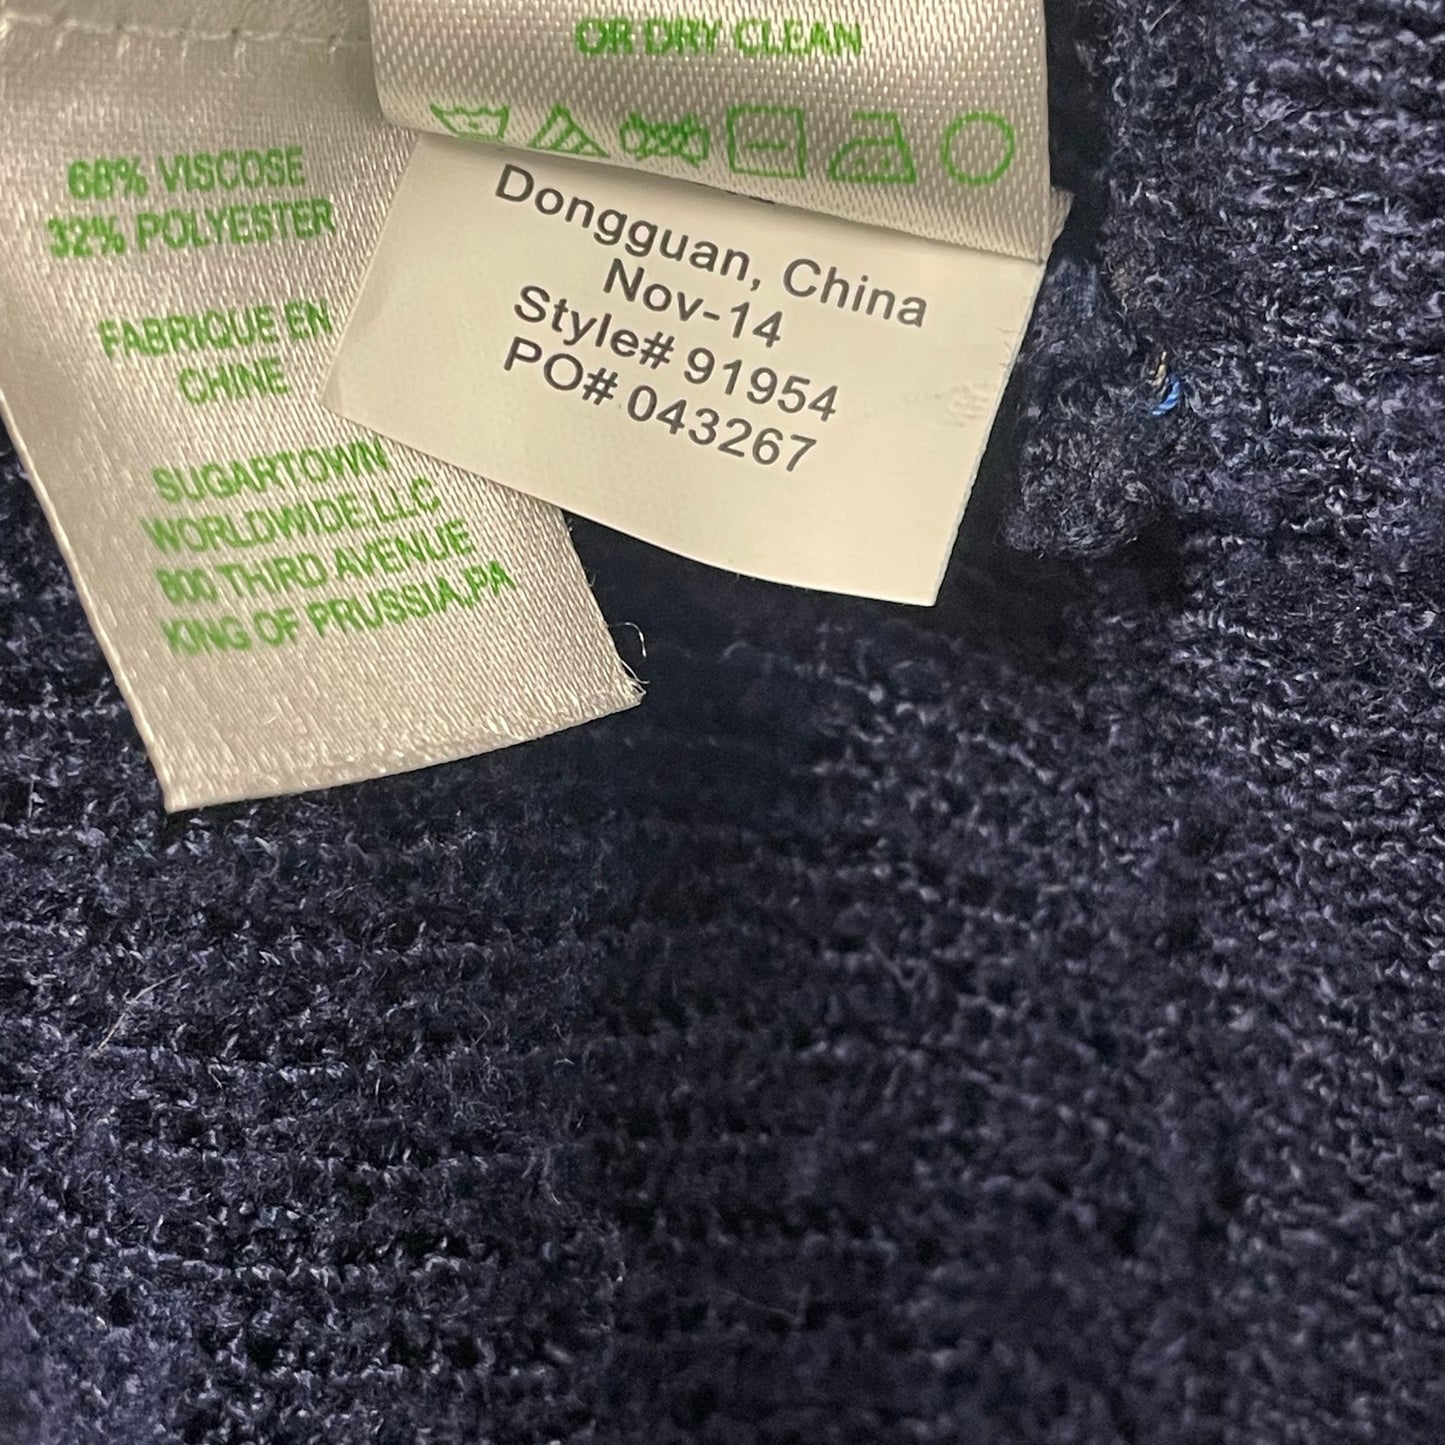 OR DRY CLEAN
68% VISCOSE
32% POLYESTER
FABRIQUE EN
CHINE
SUGARTOWN
WORLDWIDE,LLC
800 THIRD AVENUE
KING OF PRUSSIA,PA
Dongguan, China
Nov-14
Style# 91954
PO# 043267